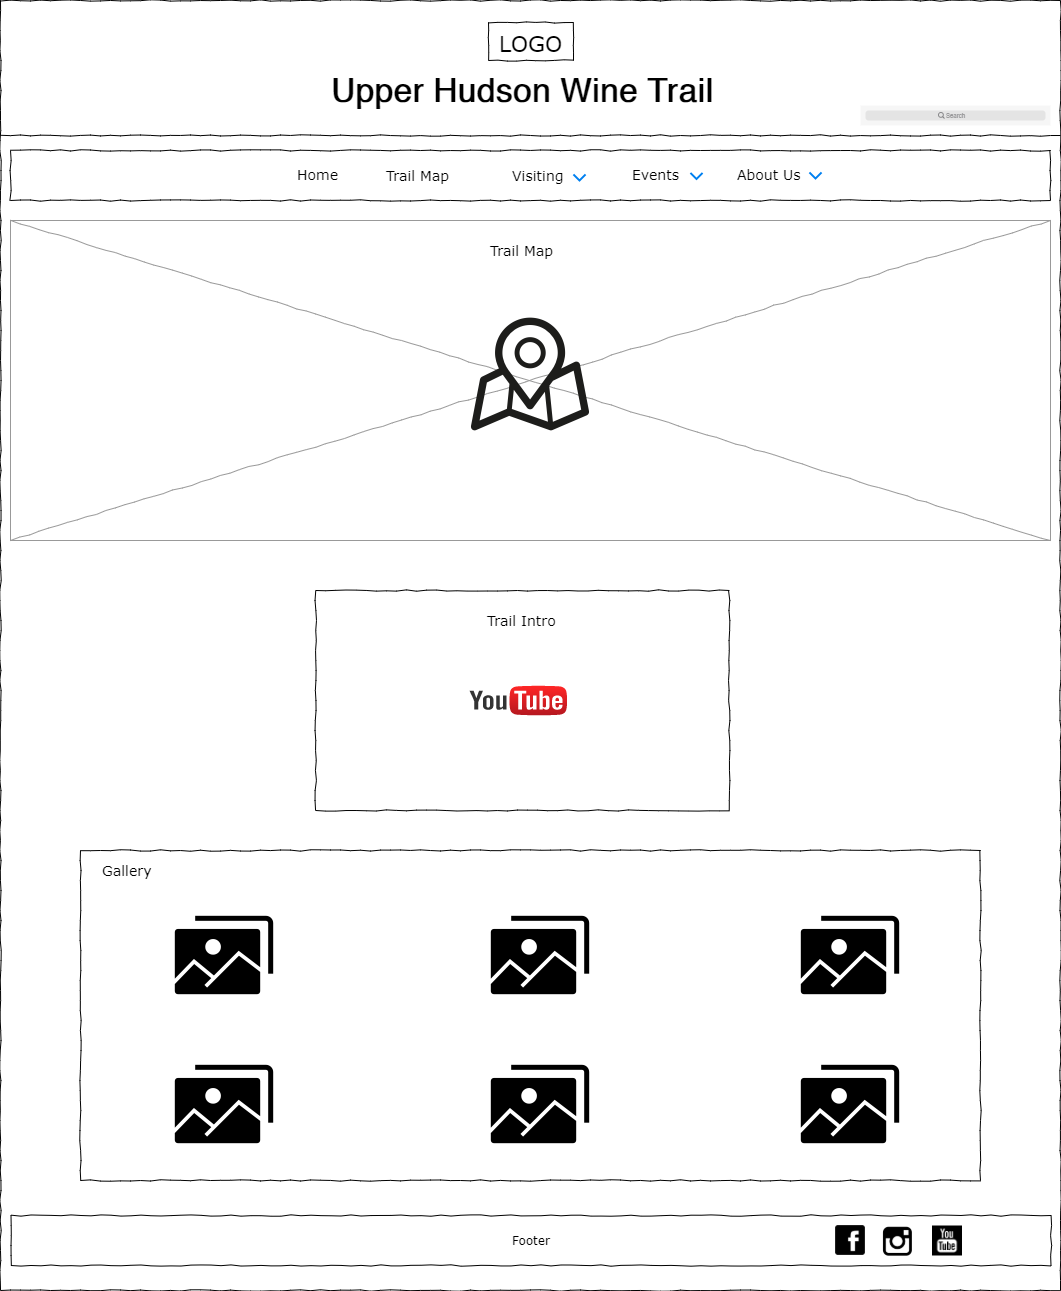 LOGO
Upper Hudson Wine Trail
Search
Home Trail Map Visiting Events About Us
Trail Map
Trail Intro
YouTube
Gallery
Footer
You
Tube